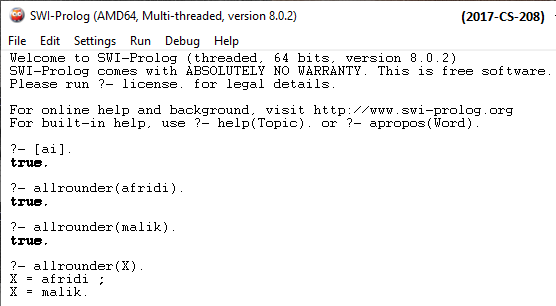 SWI-Prolog (AMD64, Multi-threaded, version 8.0.2) (2017-CS-208)
File Edit Settings Run Debug Help
Welcome to SWI-Prolog (threaded, 64 bits, version 8.0.2)
SWI-Prolog comes with ABSOLUTELY NO WARRANTY. This is free software.
Please run ?- license. for legal details.
For online help and background, visit http://www.swi-prolog.org
For built-in help, use ?- help(Topic). or ?- apropos(Word).
?- [ai].
true.
?- allrounder(afridi).
true.
?- allrounder(malik).
true.
?- allrounder(X).
X = afridi ;
X = malik.